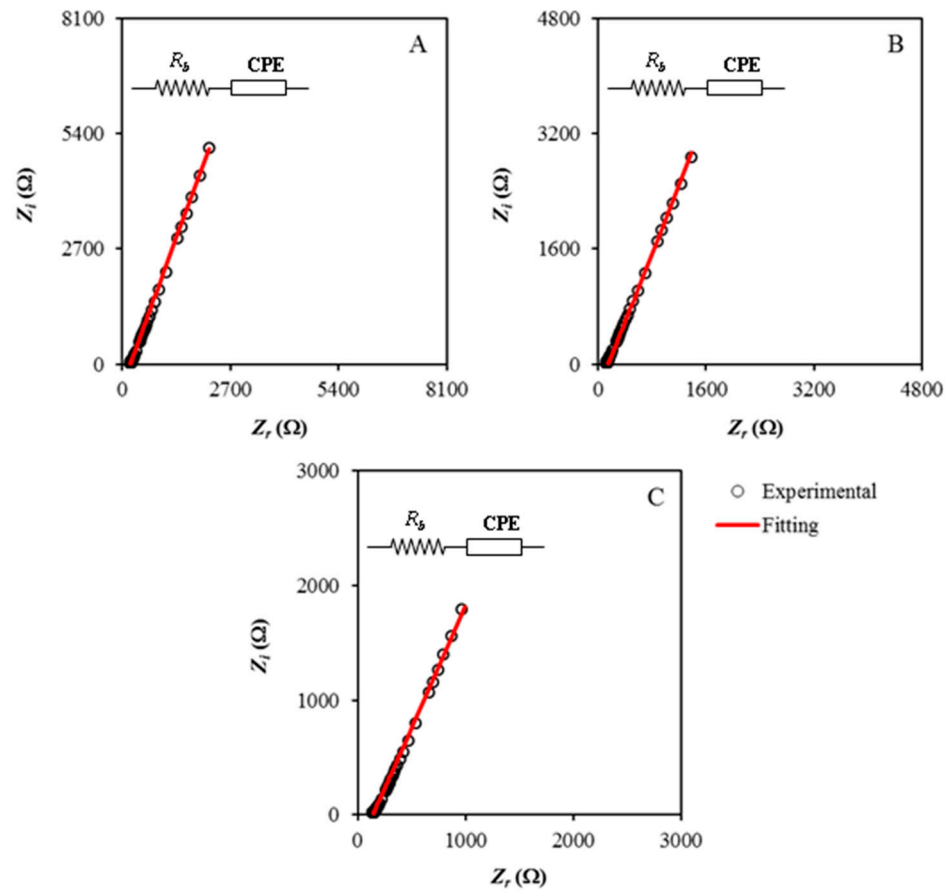 A
R_b CPE
8100
5400
2700
0
Z_i (Ω)
0 2700 5400 8100
Z_r (Ω)
B
R_b CPE
4800
3200
1600
0
Z_i (Ω)
0 1600 3200 4800
Z_r (Ω)
C
R_b CPE
3000
2000
1000
0
Z_i (Ω)
0 1000 2000 3000
Z_r (Ω)
Experimental
Fitting